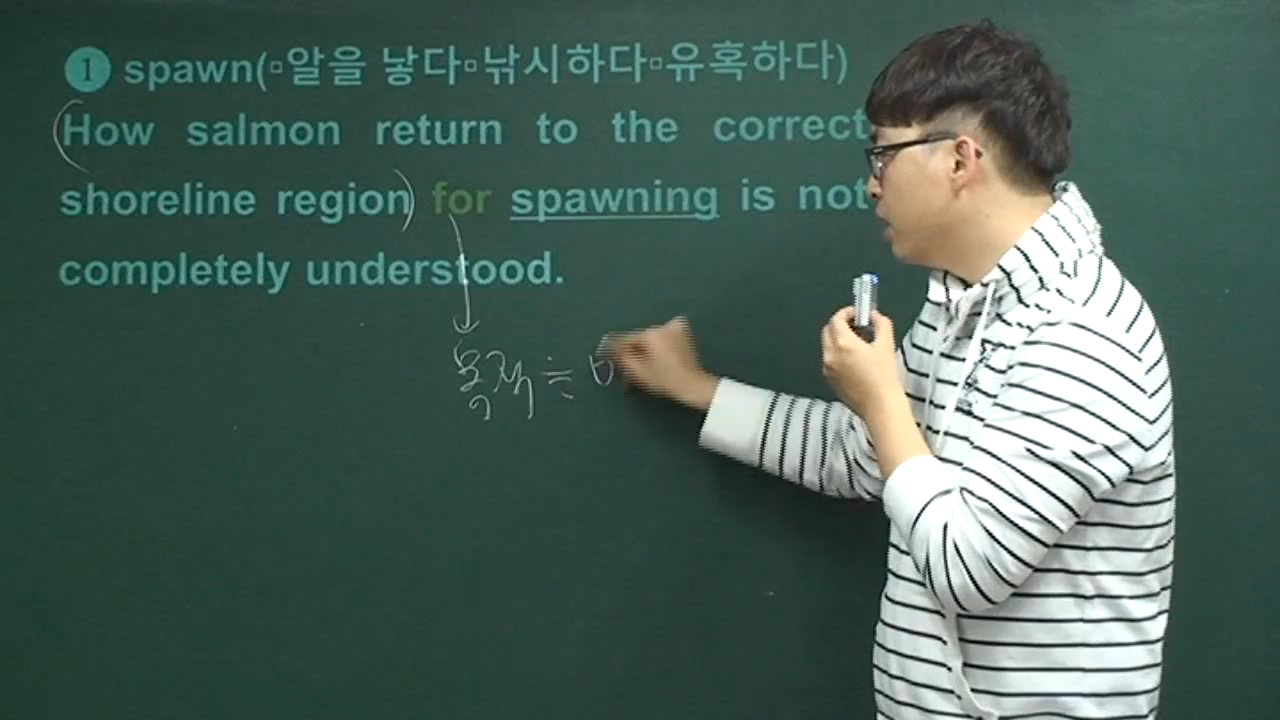 ❶ spawn(▫알을 낳다▫낚시하다▫유혹하다)
How salmon return to the correct
shoreline region) for spawning is not
completely understood.
목적 ≒